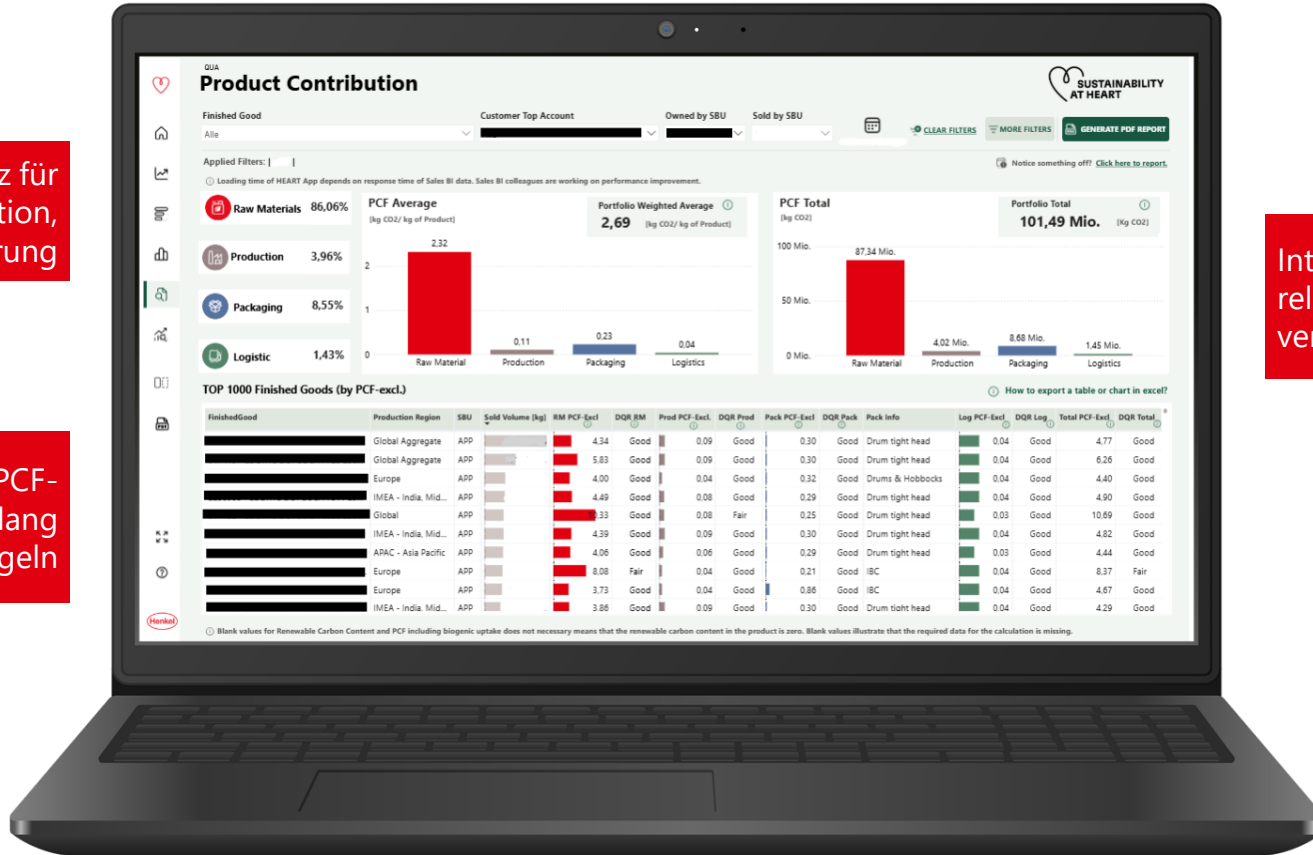 QUA
Product Contribution
SUSTAINABILITY
AT HEART
Finished Good
Customer Top Account
Owned by SBU
Sold by SBU
Alle
CLEAR FILTERS
MORE FILTERS
GENERATE PDF REPORT
Applied Filters: | |
Notice something off? Click here to report.
Loading time of HEART App depends on response time of Sales BI data. Sales BI colleagues are working on performance improvement.
z für
tion,
rung
Raw Materials 86,06%
Production 3,96%
Packaging 8,55%
Logistic 1,43%
PCF Average
[kg CO2/ kg of Product]
Portfolio Weighted Average
2,69 [kg CO2/ kg of Product]
2,32
2
1
0,11
0,23
0,04
0
Raw Material Production Packaging Logistics
PCF Total
[kg CO2]
Portfolio Total
101,49 Mio. [Kg CO2]
100 Mio.
87,34 Mio.
50 Mio.
4,02 Mio.
8,68 Mio.
1,45 Mio.
0 Mio.
Raw Material Production Packaging Logistics
Int
rel
ver
TOP 1000 Finished Goods (by PCF-excl.)
How to export a table or chart in excel?
FinishedGood Production Region SBU Sold Volume [kg] RM PCF-Excl DQR RM Prod PCF-Excl. DQR Prod Pack PCF-Excl DQR Pack Pack Info Log PCF-Excl DQR Log Total PCF-Excl DQR Total
Global Aggregate APP 4,34 Good 0,09 Good 0,30 Good Drum tight head 0,04 Good 4,77 Good
Global Aggregate APP 5,83 Good 0,09 Good 0,30 Good Drum tight head 0,04 Good 6,26 Good
Europe APP 4,00 Good 0,04 Good 0,32 Good Drums & Hobbocks 0,04 Good 4,40 Good
IMEA - India, Mid... APP 4,49 Good 0,08 Good 0,29 Good Drum tight head 0,04 Good 4,90 Good
Global APP 10,33 Good 0,08 Fair 0,25 Good Drum tight head 0,03 Good 10,69 Good
IMEA - India, Mid... APP 4,39 Good 0,09 Good 0,30 Good Drum tight head 0,04 Good 4,82 Good
APAC - Asia Pacific APP 4,06 Good 0,06 Good 0,29 Good Drum tight head 0,03 Good 4,44 Good
Europe APP 8,08 Fair 0,04 Good 0,21 Good IBC 0,04 Good 8,37 Fair
Europe APP 3,73 Good 0,04 Good 0,86 Good IBC 0,04 Good 4,67 Good
IMEA - India, Mid... APP 3,86 Good 0,09 Good 0,30 Good Drum tight head 0,04 Good 4,29 Good
PCF-
lang
geln
Henkel
Blank values for Renewable Carbon Content and PCF including biogenic uptake does not necessary means that the renewable carbon content in the product is zero. Blank values illustrate that the required data for the calculation is missing.